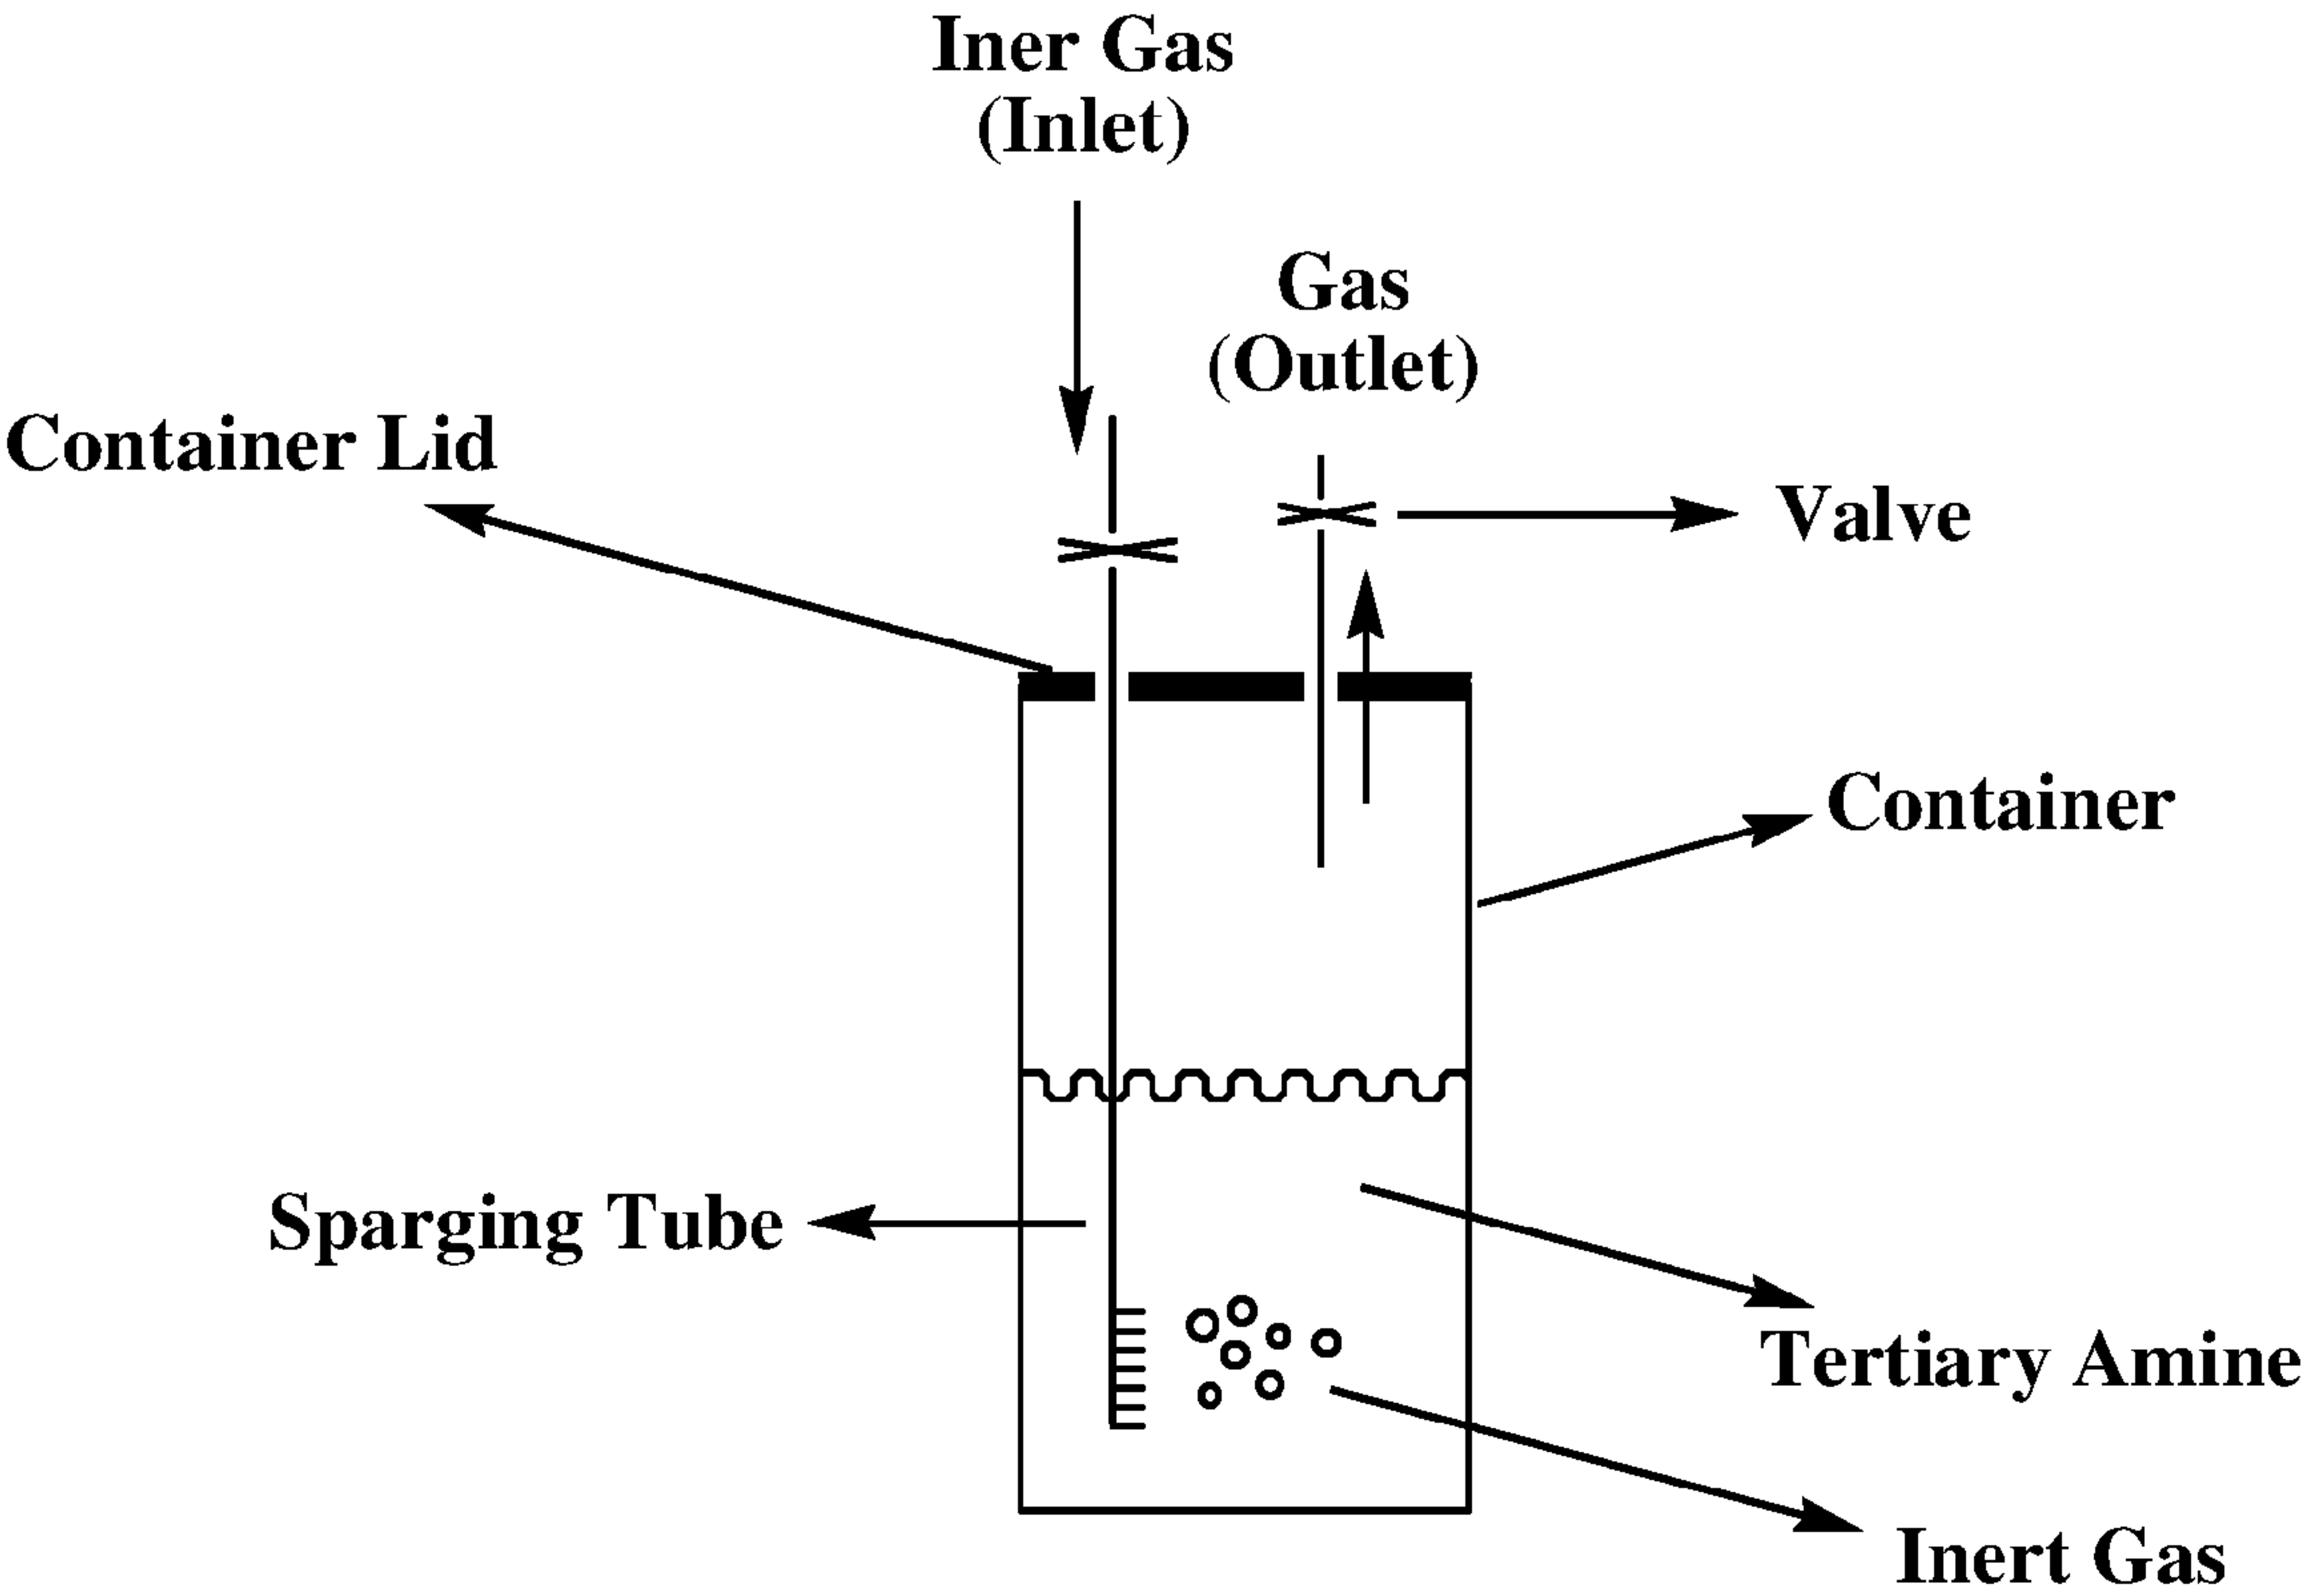 Iner Gas
(Inlet)
Gas
(Outlet)
Container Lid
Valve
Container
Sparging Tube
Tertiary Amine
Inert Gas